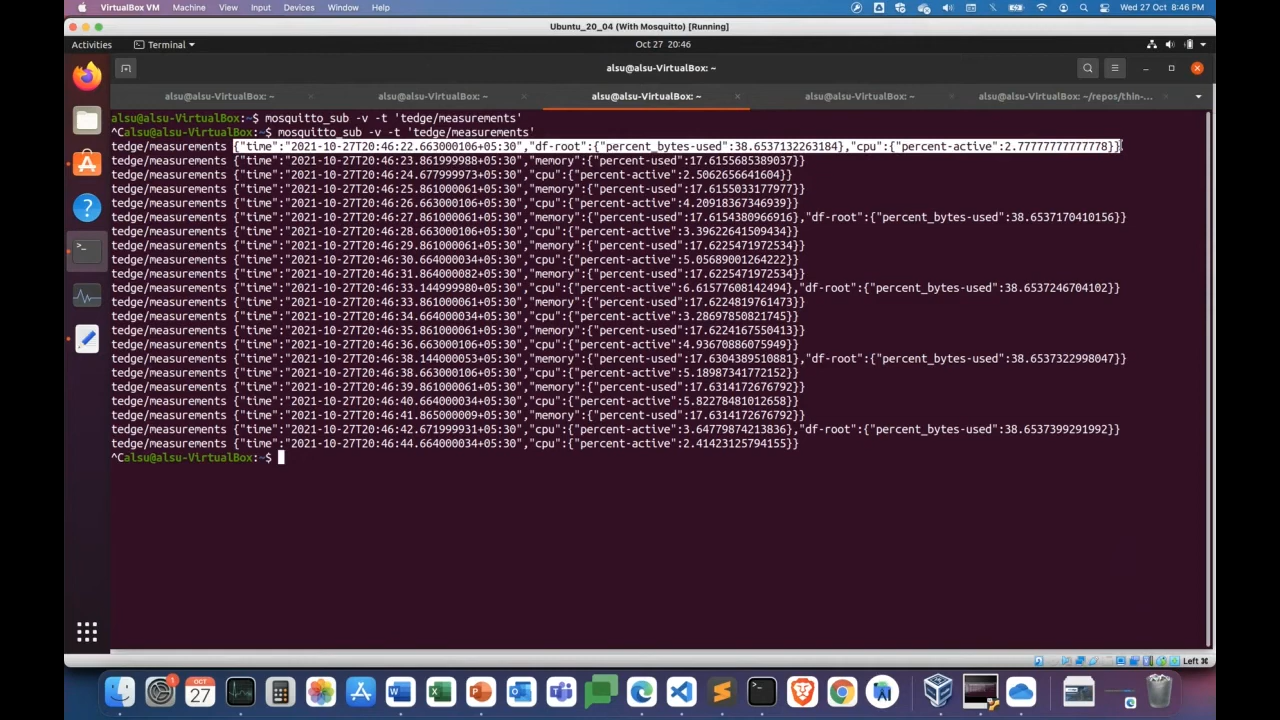 VirtualBox VM Machine View Input Devices Window Help
Wed 27 Oct 8:46 PM
Ubuntu_20_04 (With Mosquitto) [Running]
Activities Terminal Oct 27 20:46
alsu@alsu-VirtualBox: ~
alsu@alsu-VirtualBox: ~ alsu@alsu-VirtualBox: ~ alsu@alsu-VirtualBox: ~ alsu@alsu-VirtualBox: ~ alsu@alsu-VirtualBox: ~/repos/thin-...
alsu@alsu-VirtualBox:~$ mosquitto_sub -v -t 'tedge/measurements'
^Calsu@alsu-VirtualBox:~$ mosquitto_sub -v -t 'tedge/measurements'
tedge/measurements {"time":"2021-10-27T20:46:22.663000106+05:30","df-root":{"percent_bytes-used":38.6537132263184},"cpu":{"percent-active":2.77777777777778}}
tedge/measurements {"time":"2021-10-27T20:46:23.861999988+05:30","memory":{"percent-used":17.6155685389037}}
tedge/measurements {"time":"2021-10-27T20:46:24.677999973+05:30","cpu":{"percent-active":2.5062656641604}}
tedge/measurements {"time":"2021-10-27T20:46:25.861000061+05:30","memory":{"percent-used":17.6155033177977}}
tedge/measurements {"time":"2021-10-27T20:46:26.663000106+05:30","cpu":{"percent-active":4.20918367346939}}
tedge/measurements {"time":"2021-10-27T20:46:27.861000061+05:30","memory":{"percent-used":17.6154380966916},"df-root":{"percent_bytes-used":38.6537170410156}}
tedge/measurements {"time":"2021-10-27T20:46:28.663000106+05:30","cpu":{"percent-active":3.39622641509434}}
tedge/measurements {"time":"2021-10-27T20:46:29.861000061+05:30","memory":{"percent-used":17.6225471972534}}
tedge/measurements {"time":"2021-10-27T20:46:30.664000034+05:30","cpu":{"percent-active":5.05689001264222}}
tedge/measurements {"time":"2021-10-27T20:46:31.864000082+05:30","memory":{"percent-used":17.6225471972534}}
tedge/measurements {"time":"2021-10-27T20:46:33.144999980+05:30","cpu":{"percent-active":6.61577608142494},"df-root":{"percent_bytes-used":38.6537246704102}}
tedge/measurements {"time":"2021-10-27T20:46:33.861000061+05:30","memory":{"percent-used":17.6224819761473}}
tedge/measurements {"time":"2021-10-27T20:46:34.664000034+05:30","cpu":{"percent-active":3.28697850821745}}
tedge/measurements {"time":"2021-10-27T20:46:35.861000061+05:30","memory":{"percent-used":17.6224167550413}}
tedge/measurements {"time":"2021-10-27T20:46:36.663000106+05:30","cpu":{"percent-active":4.93670886075949}}
tedge/measurements {"time":"2021-10-27T20:46:38.144000053+05:30","memory":{"percent-used":17.6304389510881},"df-root":{"percent_bytes-used":38.6537322998047}}
tedge/measurements {"time":"2021-10-27T20:46:38.663000106+05:30","cpu":{"percent-active":5.18987341772152}}
tedge/measurements {"time":"2021-10-27T20:46:39.861000061+05:30","memory":{"percent-used":17.6314172676792}}
tedge/measurements {"time":"2021-10-27T20:46:40.664000034+05:30","cpu":{"percent-active":5.82278481012658}}
tedge/measurements {"time":"2021-10-27T20:46:41.865000009+05:30","memory":{"percent-used":17.6314172676792}}
tedge/measurements {"time":"2021-10-27T20:46:42.671999931+05:30","cpu":{"percent-active":3.64779874213836},"df-root":{"percent_bytes-used":38.6537399291992}}
tedge/measurements {"time":"2021-10-27T20:46:44.664000034+05:30","cpu":{"percent-active":2.41423125794155}}
^Calsu@alsu-VirtualBox:~$
Left ⌘
OCT
27
1